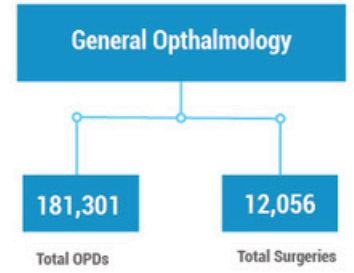 General Opthalmology
181,301
12,056
Total OPDs
Total Surgeries